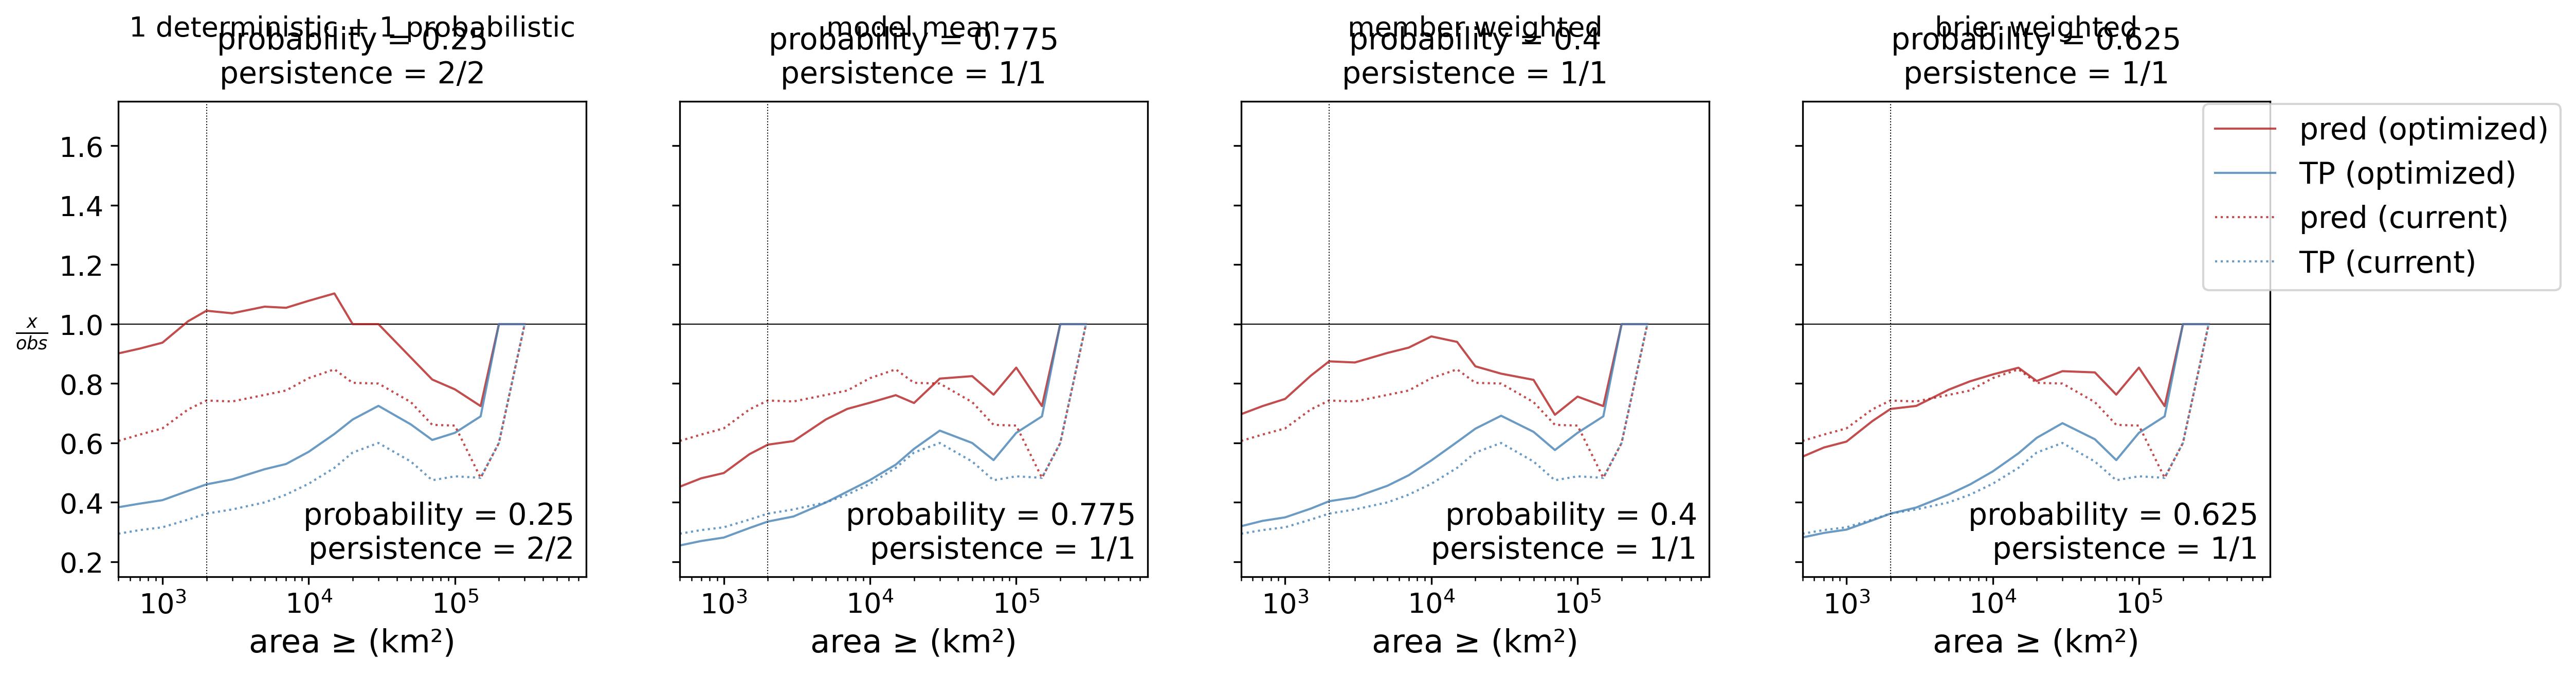 1 deterministic + 1 probabilistic
probability = 0.25
persistence = 2/2
model mean
probability = 0.775
persistence = 1/1
member weighted
probability = 0.4
persistence = 1/1
brier weighted
probability = 0.625
persistence = 1/1
x
obs
1.6
1.4
1.2
1.0
0.8
0.6
0.4
0.2
probability = 0.25
persistence = 2/2
probability = 0.775
persistence = 1/1
probability = 0.4
persistence = 1/1
probability = 0.625
persistence = 1/1
pred (optimized)
TP (optimized)
pred (current)
TP (current)
10³ 10⁴ 10⁵
10³ 10⁴ 10⁵
10³ 10⁴ 10⁵
10³ 10⁴ 10⁵
area ≥ (km²)
area ≥ (km²)
area ≥ (km²)
area ≥ (km²)